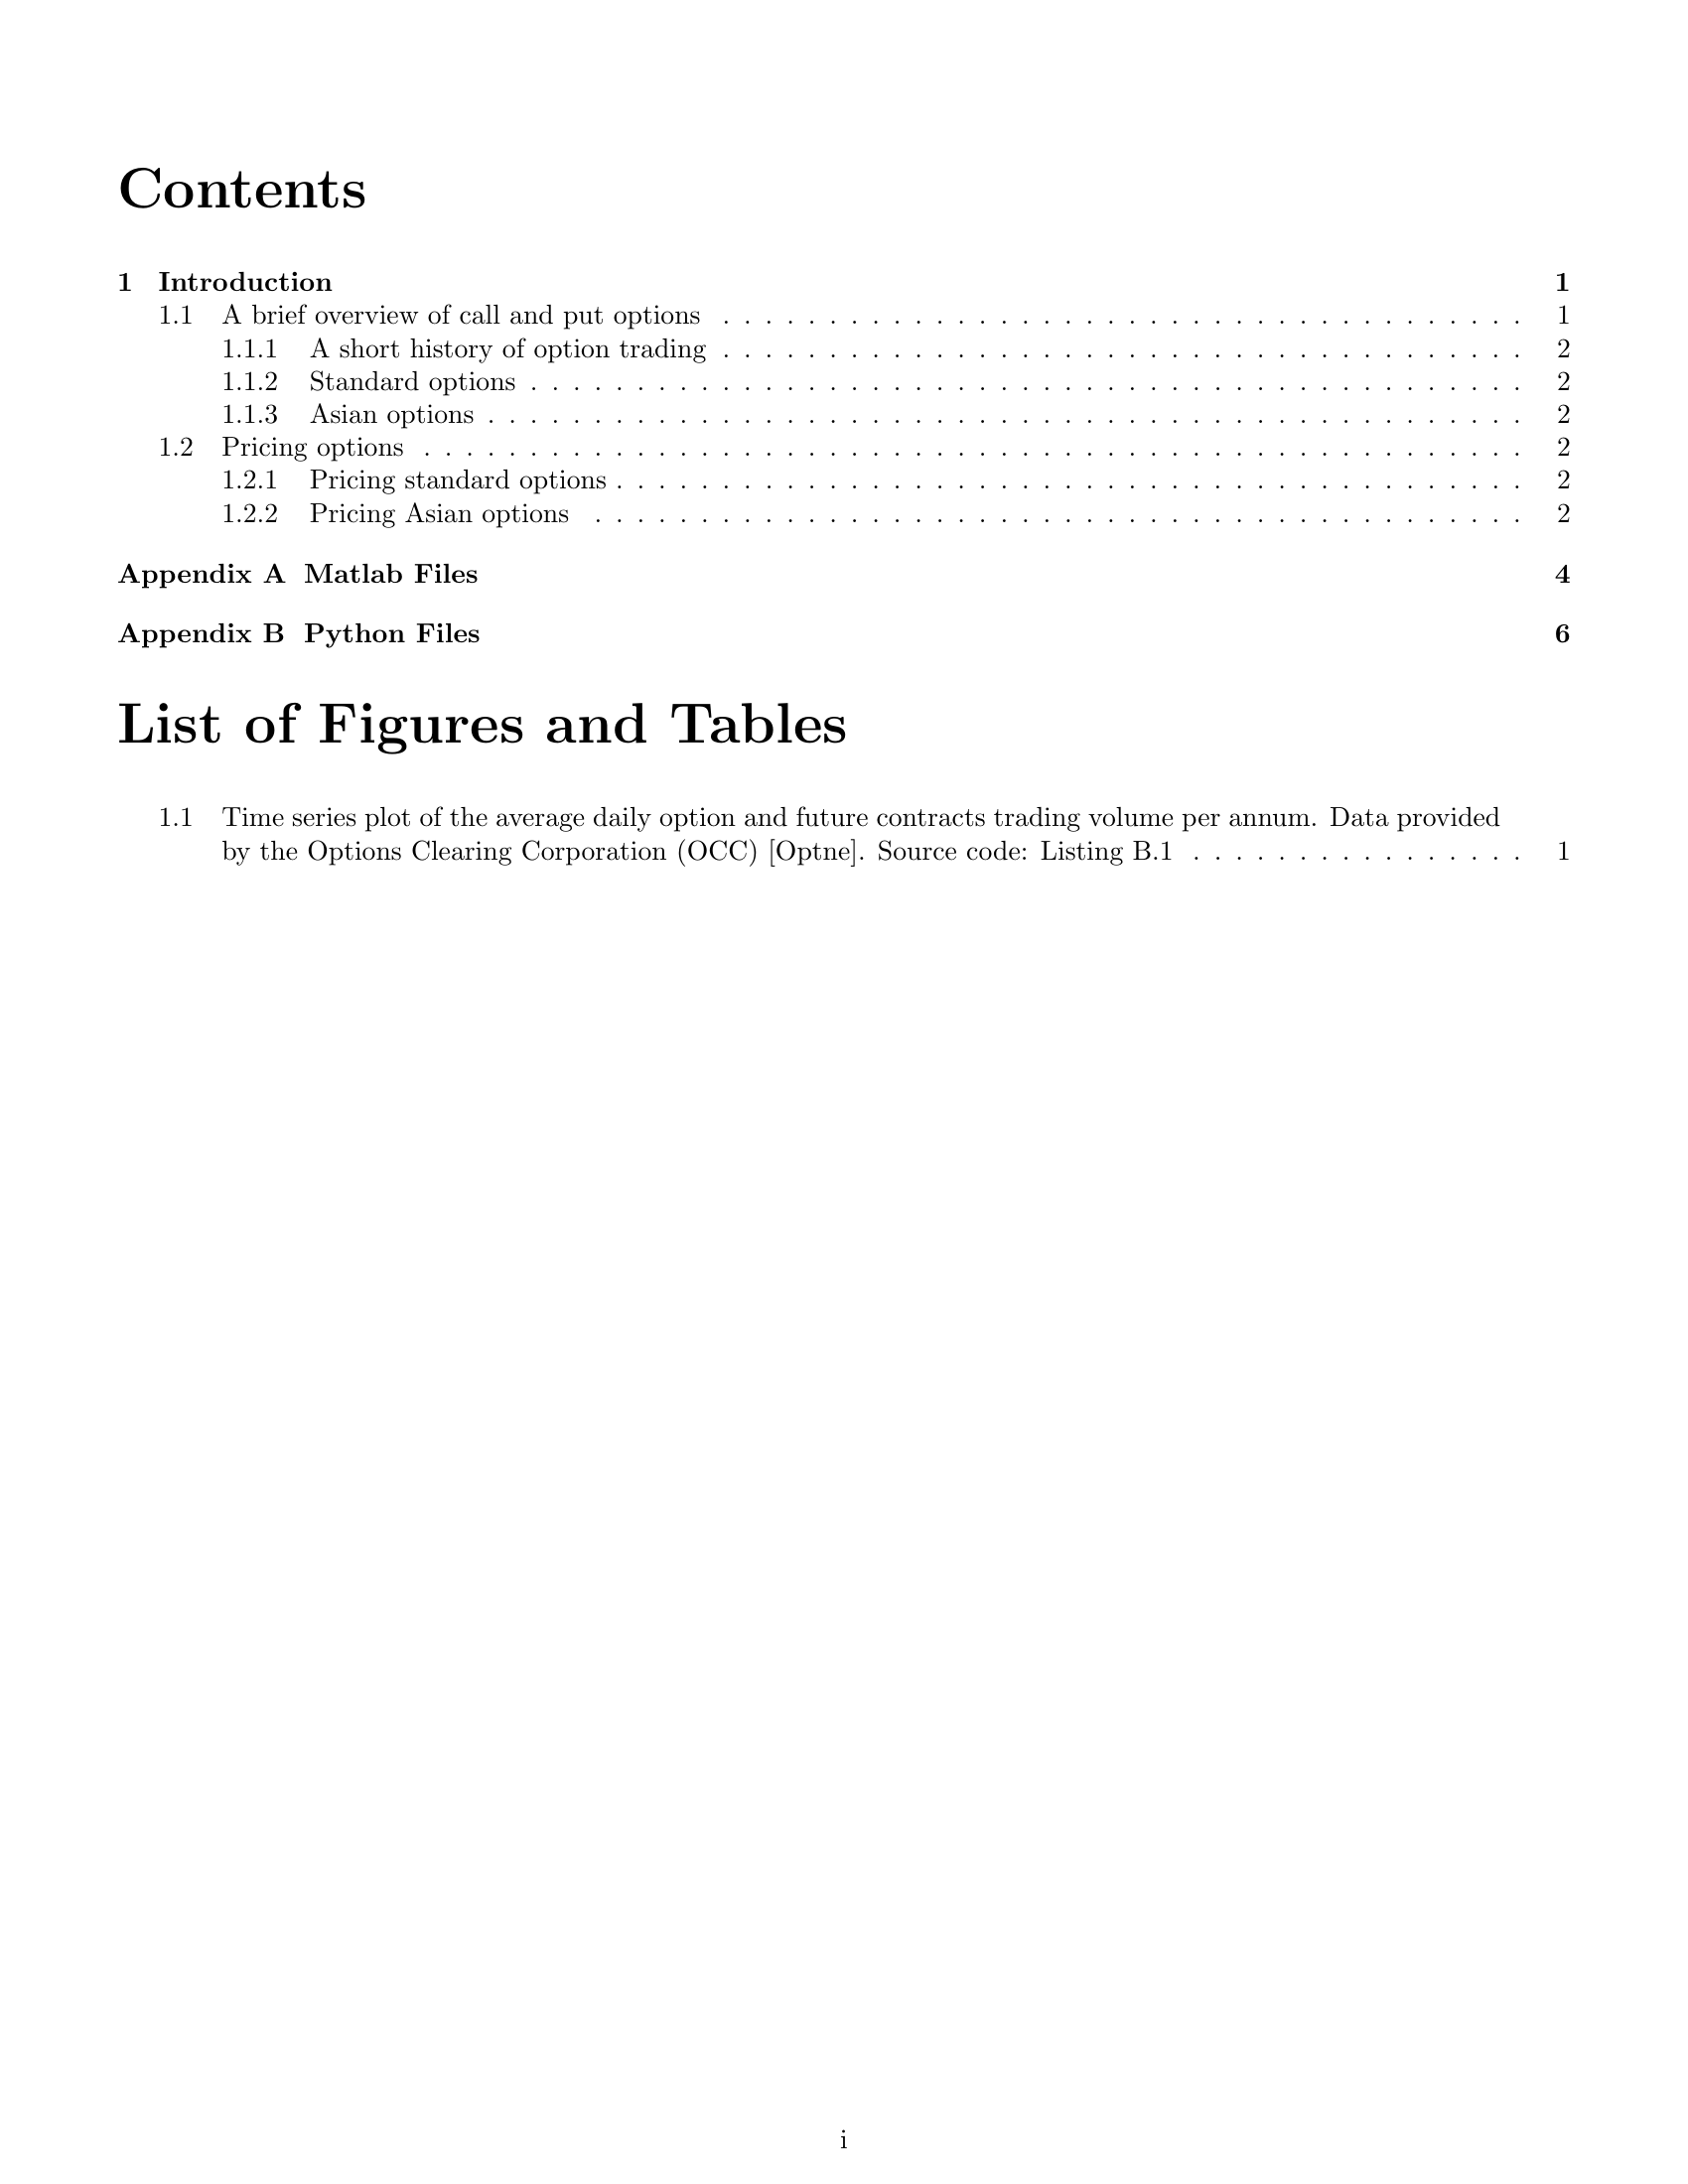 Contents
1 Introduction 1
1.1 A brief overview of call and put options . . . . . . . . . . . . . . . . . . . . . . . . . . . . . . . . . . . . . . 1
1.1.1 A short history of option trading . . . . . . . . . . . . . . . . . . . . . . . . . . . . . . . . . . . . . . 2
1.1.2 Standard options . . . . . . . . . . . . . . . . . . . . . . . . . . . . . . . . . . . . . . . . . . . . . . . 2
1.1.3 Asian options . . . . . . . . . . . . . . . . . . . . . . . . . . . . . . . . . . . . . . . . . . . . . . . . . 2
1.2 Pricing options . . . . . . . . . . . . . . . . . . . . . . . . . . . . . . . . . . . . . . . . . . . . . . . . . . . . 2
1.2.1 Pricing standard options . . . . . . . . . . . . . . . . . . . . . . . . . . . . . . . . . . . . . . . . . . . 2
1.2.2 Pricing Asian options . . . . . . . . . . . . . . . . . . . . . . . . . . . . . . . . . . . . . . . . . . . . 2
Appendix A Matlab Files 4
Appendix B Python Files 6
List of Figures and Tables
1.1 Time series plot of the average daily option and future contracts trading volume per annum. Data provided
by the Options Clearing Corporation (OCC) [Optne]. Source code: Listing B.1 . . . . . . . . . . . . . . . . 1
i